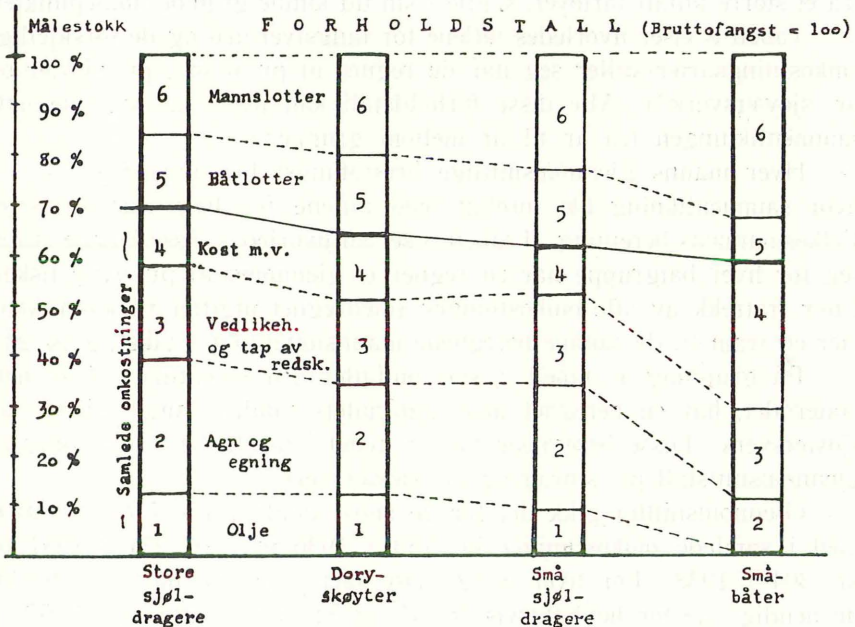 Målestokk F O R H O L D S T A L L (Bruttofangst = 100)
100 %
90 %
80 %
70 %
60 %
50 %
40 %
30 %
20 %
10 %
Samlede omkostninger
6 Mannslotter 6 6 6
5 Båtlotter 5 5 5
4 Kost m.v. 4 4 4
3 Vedlikeh. 3 3 3
og tap av
redsk.
2 Agn og 2 2 2
egning
1 Olje 1
Store Dory- Små Små-
sjøl- skøyter sjøl- båter
dragere dragere